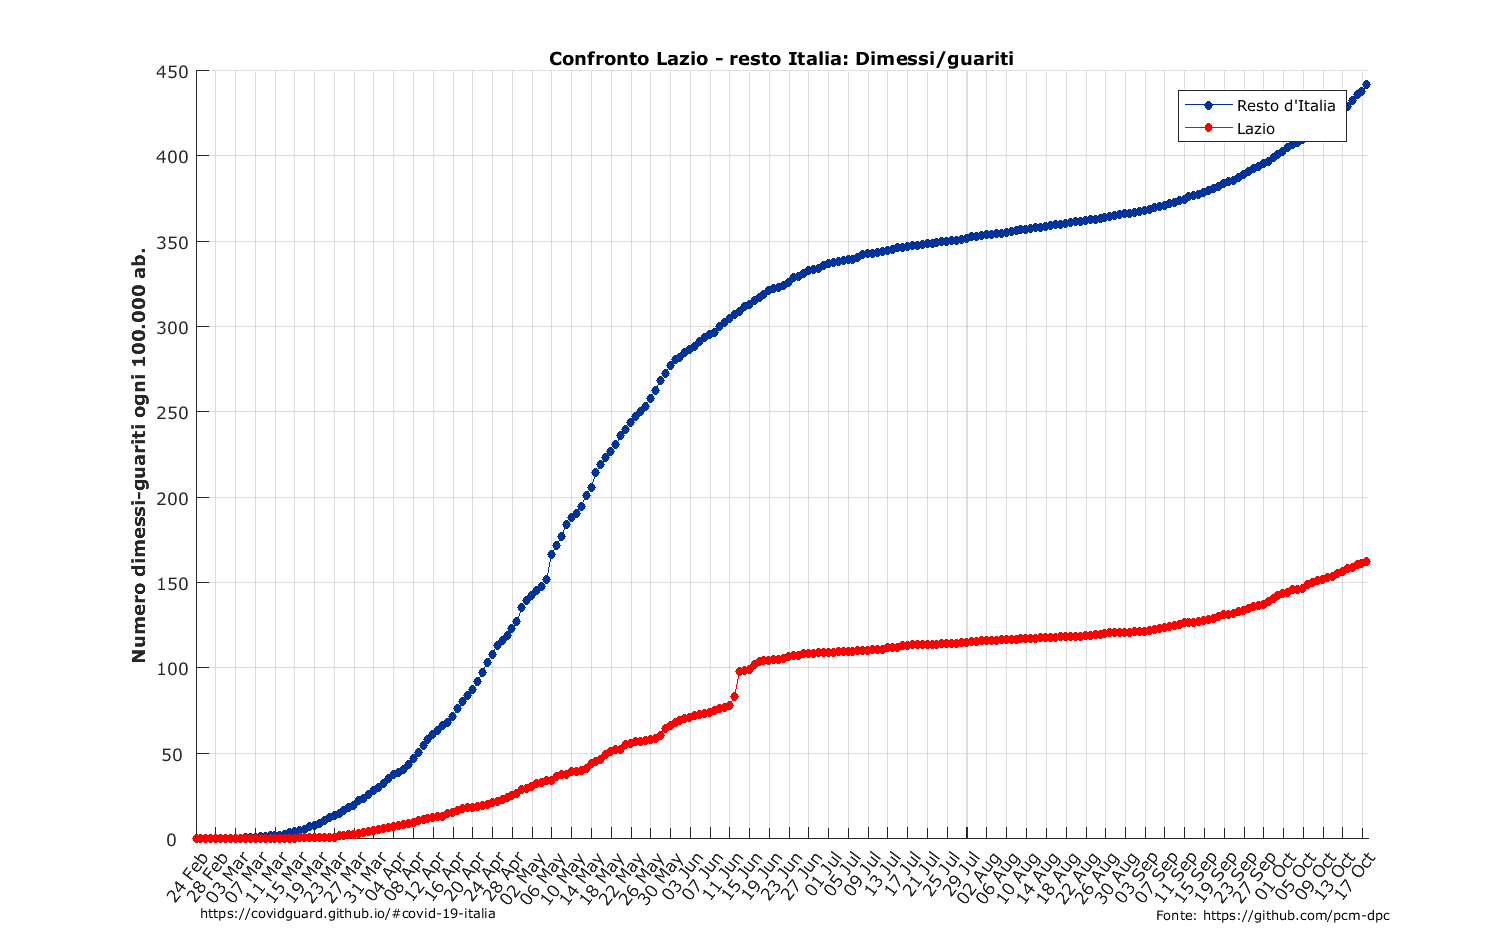 Confronto Lazio - resto Italia: Dimessi/guariti
Resto d'Italia
Lazio
Numero dimessi-guariti ogni 100.000 ab.
450
400
350
300
250
200
150
100
50
0
24 Feb
28 Feb
03 Mar
07 Mar
11 Mar
15 Mar
19 Mar
23 Mar
27 Mar
31 Mar
04 Apr
08 Apr
12 Apr
16 Apr
20 Apr
24 Apr
28 Apr
02 May
06 May
10 May
14 May
18 May
22 May
26 May
30 May
03 Jun
07 Jun
11 Jun
15 Jun
19 Jun
23 Jun
27 Jun
01 Jul
05 Jul
09 Jul
13 Jul
17 Jul
21 Jul
25 Jul
29 Jul
02 Aug
06 Aug
10 Aug
14 Aug
18 Aug
22 Aug
26 Aug
30 Aug
03 Sep
07 Sep
11 Sep
15 Sep
19 Sep
23 Sep
27 Sep
01 Oct
05 Oct
09 Oct
13 Oct
17 Oct
https://covidguard.github.io/#covid-19-italia
Fonte: https://github.com/pcm-dpc